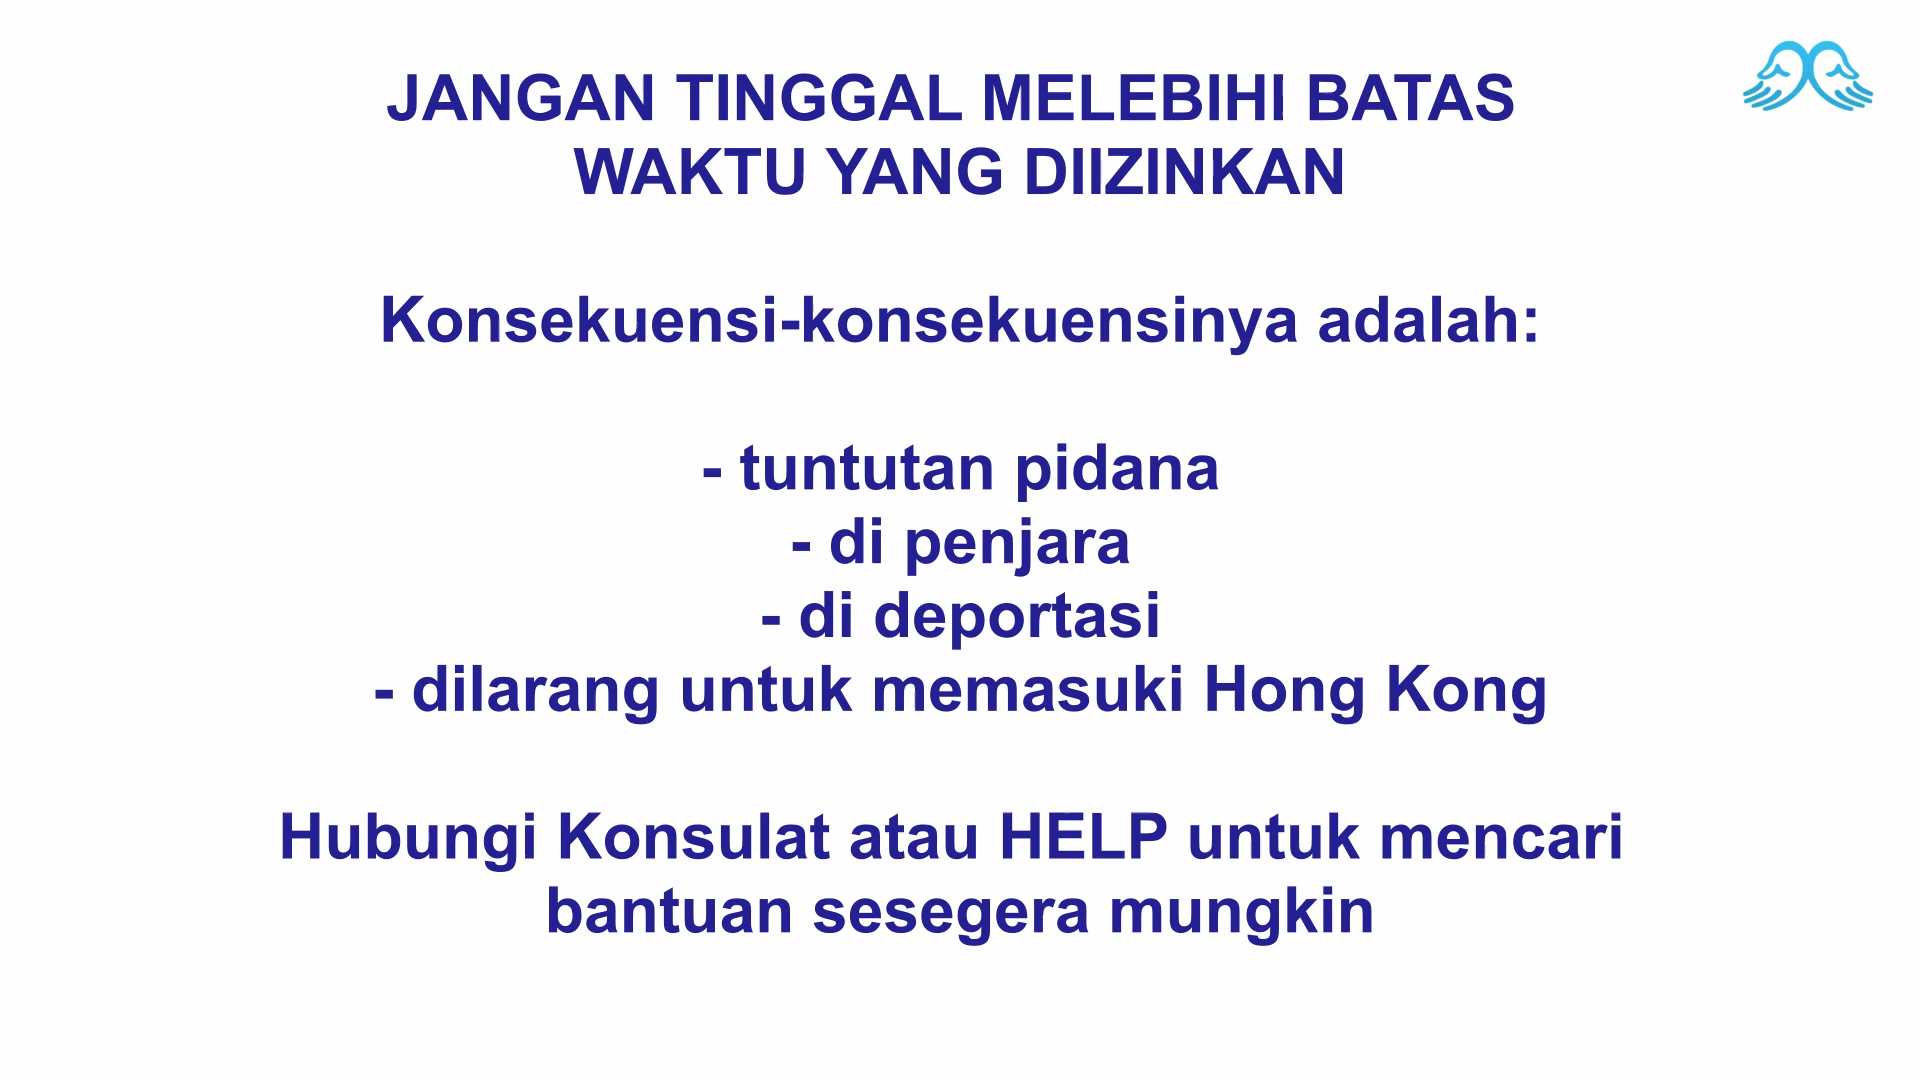 JANGAN TINGGAL MELEBIHI BATAS
WAKTU YANG DIIZINKAN
Konsekuensi-konsekuensinya adalah:
- tuntutan pidana
- di penjara
- di deportasi
- dilarang untuk memasuki Hong Kong
Hubungi Konsulat atau HELP untuk mencari
bantuan sesegera mungkin